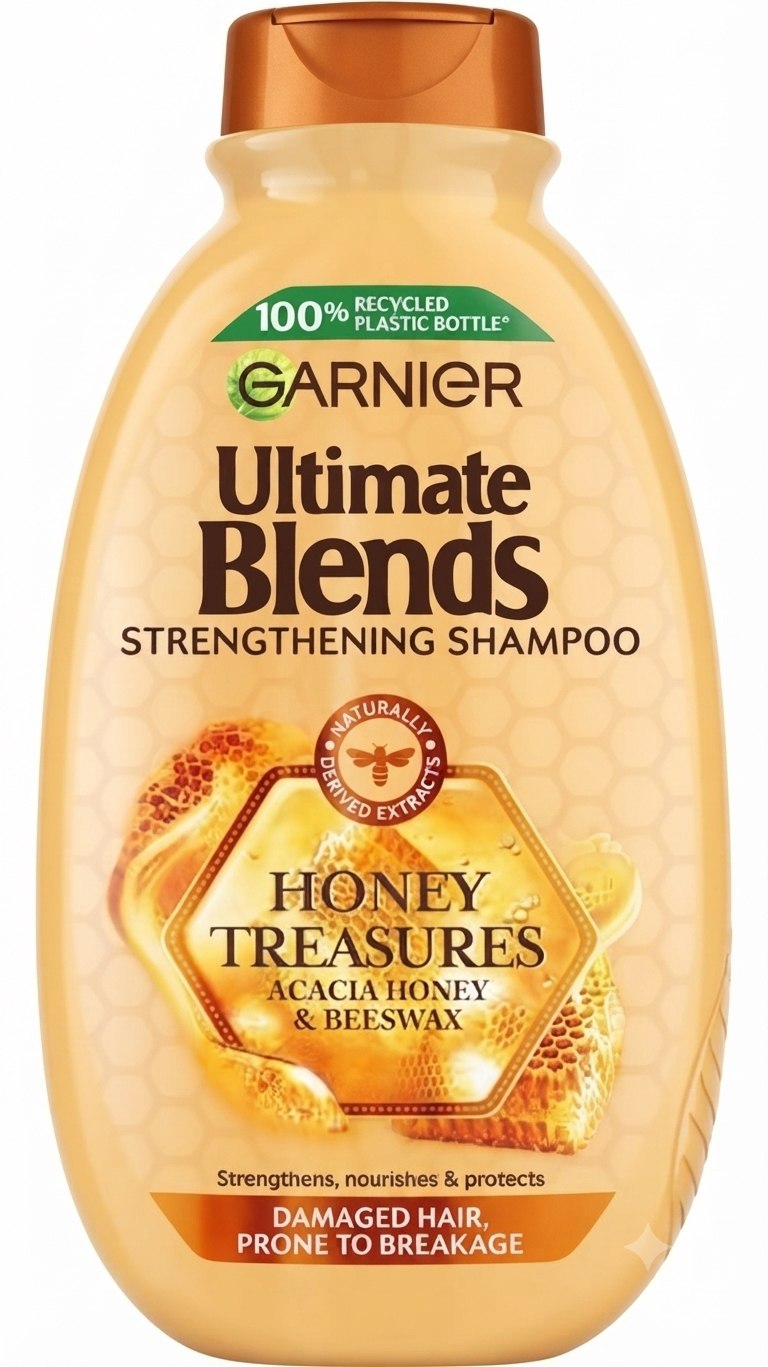 100% RECYCLED
PLASTIC BOTTLE°
GARNIER
Ultimate
Blends
STRENGTHENING SHAMPOO
NATURALLY
DERIVED EXTRACTS
HONEY
TREASURES
ACACIA HONEY
& BEESWAX
Strengthens, nourishes & protects
DAMAGED HAIR,
PRONE TO BREAKAGE